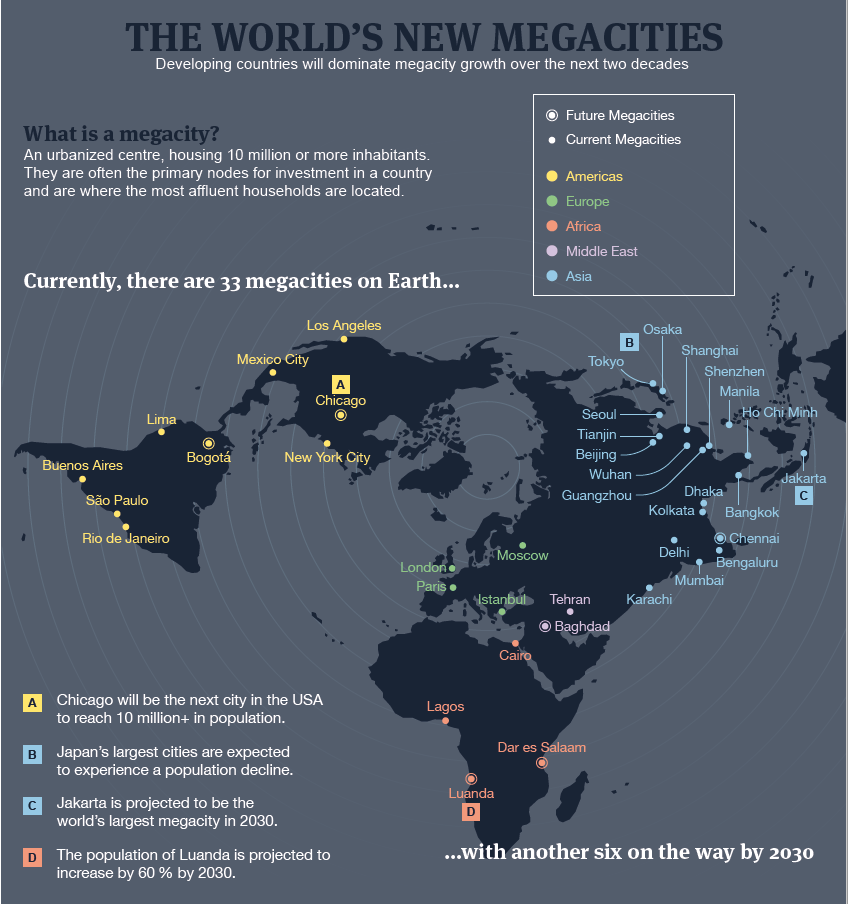 THE WORLD'S NEW MEGACITIES
Developing countries will dominate megacity growth over the next two decades
What is a megacity?
An urbanized centre, housing 10 million or more inhabitants.
They are often the primary nodes for investment in a country
and are where the most affluent households are located.
Future Megacities
Current Megacities
Americas
Europe
Africa
Middle East
Asia
Currently, there are 33 megacities on Earth...
Los Angeles
Mexico City
A
Chicago
Lima
Bogotá
New York City
Buenos Aires
São Paulo
Rio de Janeiro
B
Osaka
Tokyo
Shanghai
Shenzhen
Manila
Ho Chi Minh
Seoul
Tianjin
Beijing
Wuhan
Guangzhou
Jakarta
C
Dhaka
Kolkata
Bangkok
Chennai
Delhi
Bengaluru
Mumbai
Karachi
Moscow
London
Paris
Istanbul
Tehran
Baghdad
Cairo
Lagos
Dar es Salaam
Luanda
D
A
Chicago will be the next city in the USA
to reach 10 million+ in population.
B
Japan's largest cities are expected
to experience a population decline.
C
Jakarta is projected to be the
world's largest megacity in 2030.
D
The population of Luanda is projected to
increase by 60 % by 2030.
...with another six on the way by 2030